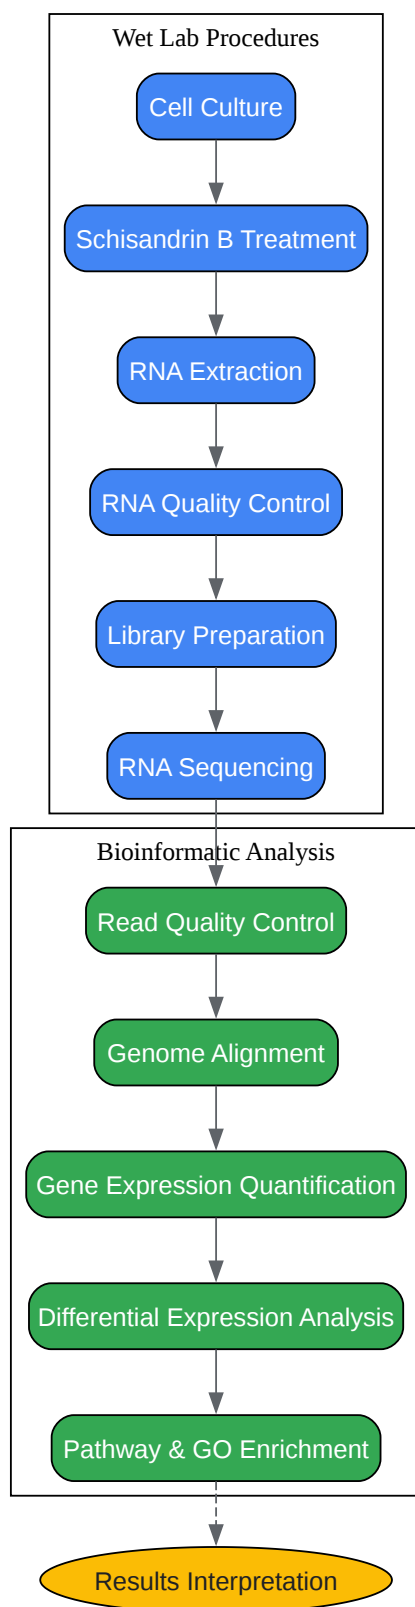 Wet Lab Procedures
Cell Culture
Schisandrin B Treatment
RNA Extraction
RNA Quality Control
Library Preparation
RNA Sequencing
Bioinformatic Analysis
Read Quality Control
Genome Alignment
Gene Expression Quantification
Differential Expression Analysis
Pathway & GO Enrichment
Results Interpretation